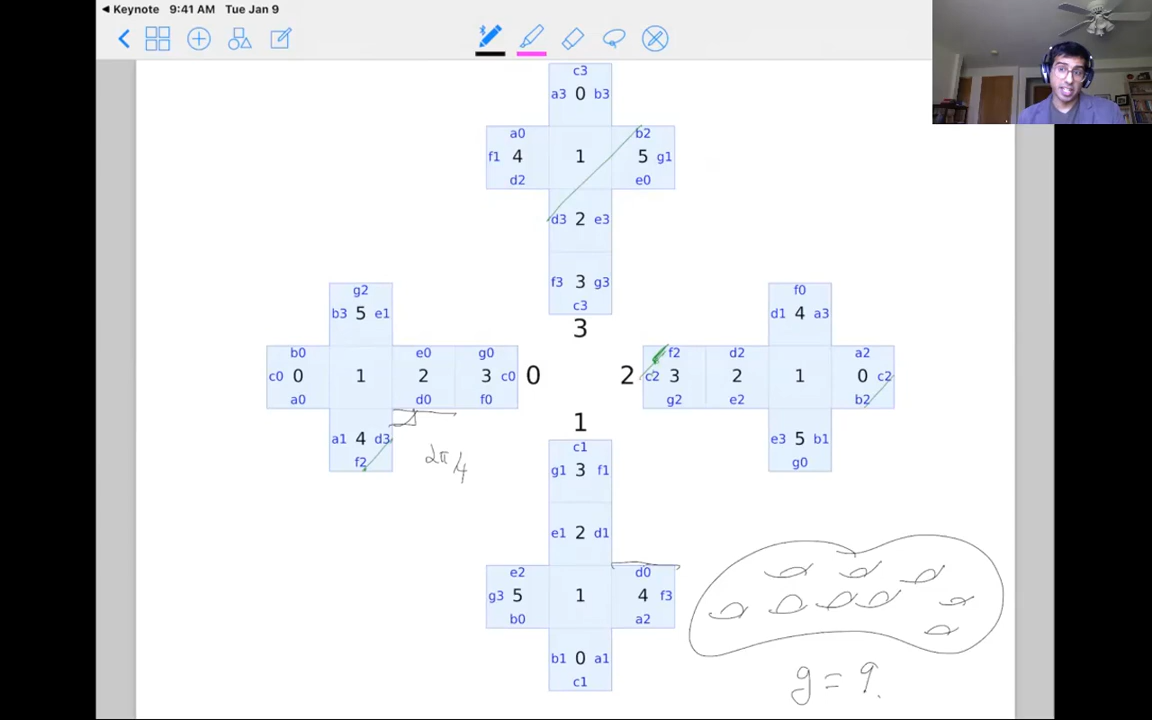 Keynote 9:41 AM Tue Jan 9
c3
a3 0 b3
a0 b2
f1 4 1 5 g1
d2 e0
d3 2 e3
f3 3 g3
c3
3
g2
b3 5 e1
b0 e0 g0
c0 0 1 2 3 c0
a0 d0 f0
a1 4 d3
f2
2π/4
0
2
1
f0
d1 4 a3
f2 d2 a2
c2 3 2 1 0 c2
g2 e2 b2
e3 5 b1
g0
c1
g1 3 f1
e1 2 d1
e2 d0
g3 5 1 4 f3
b0 a2
b1 0 a1
c1
g = 9.